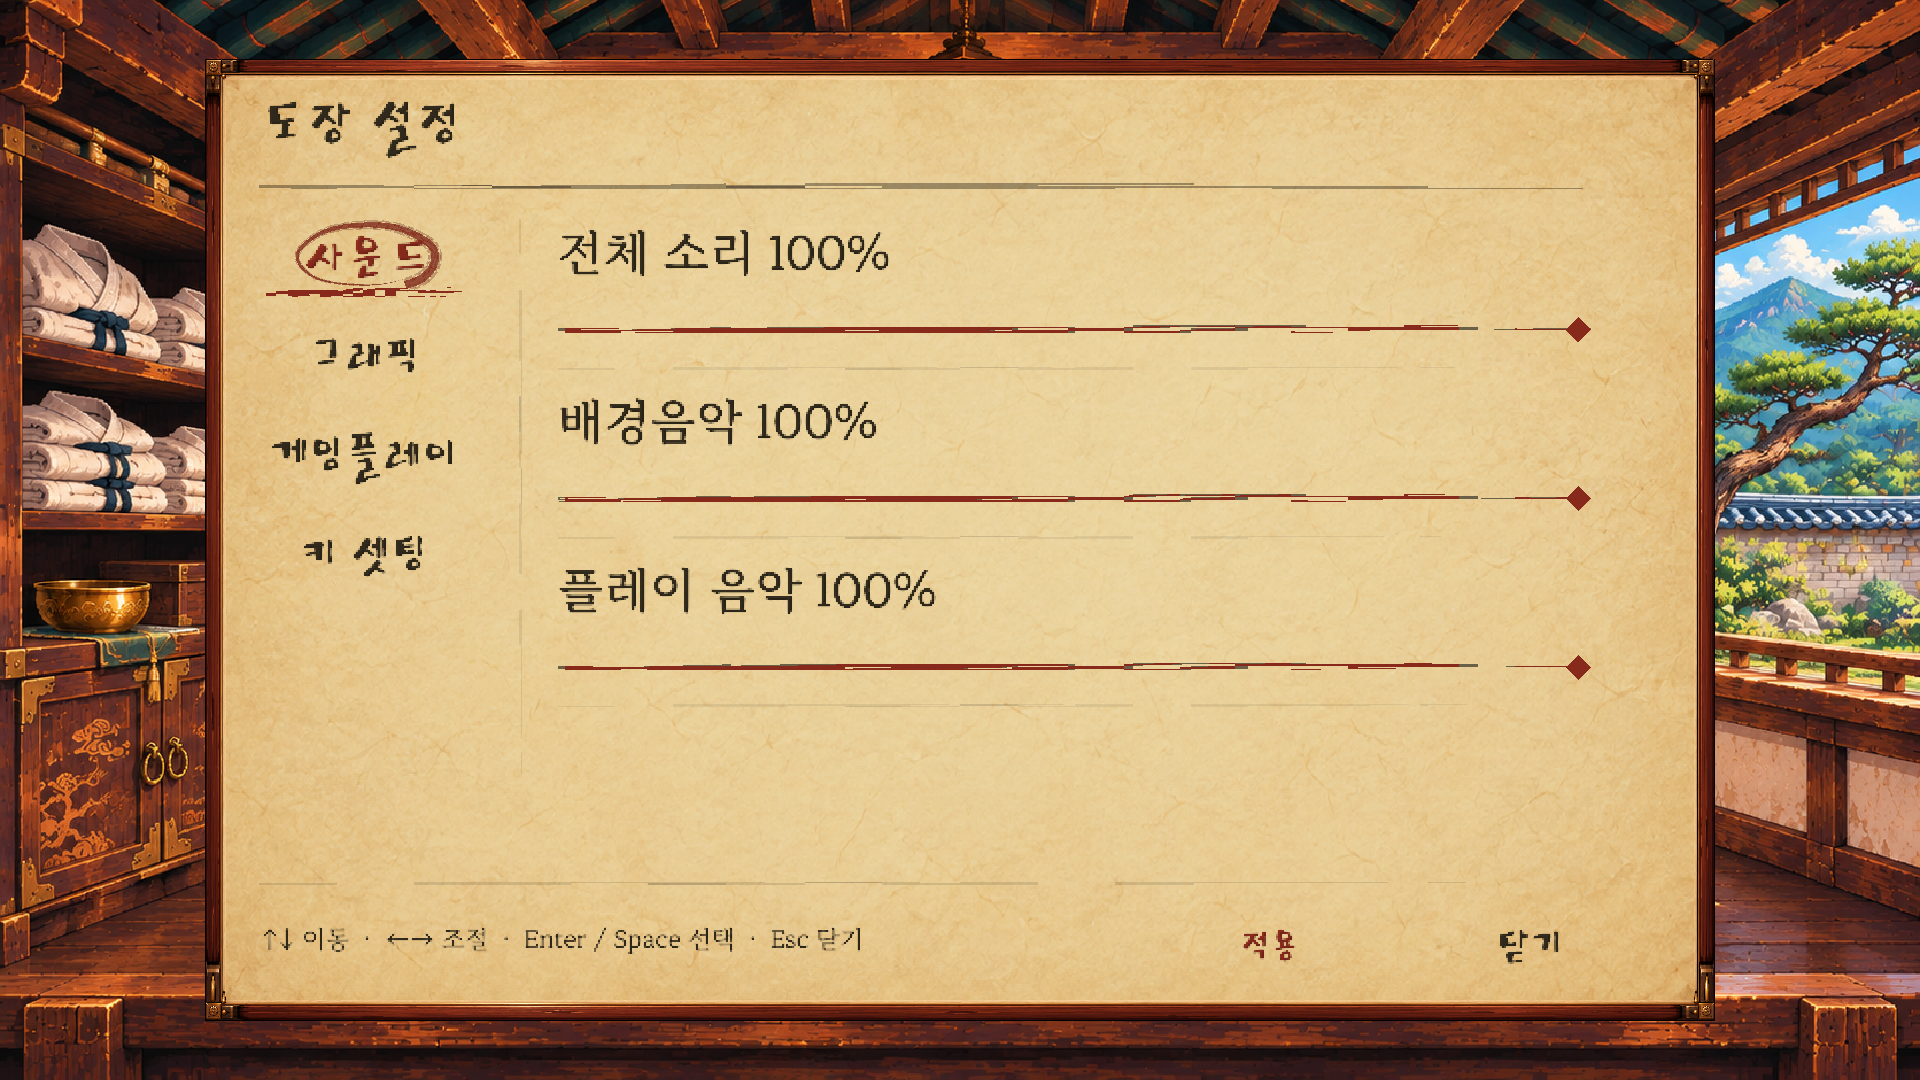 도장 설정
사운드
그래픽
게임플레이
키 셋팅
전체 소리 100%
배경음악 100%
플레이 음악 100%
↑↓ 이동 · ←→ 조절 · Enter / Space 선택 · Esc 닫기
적용
닫기